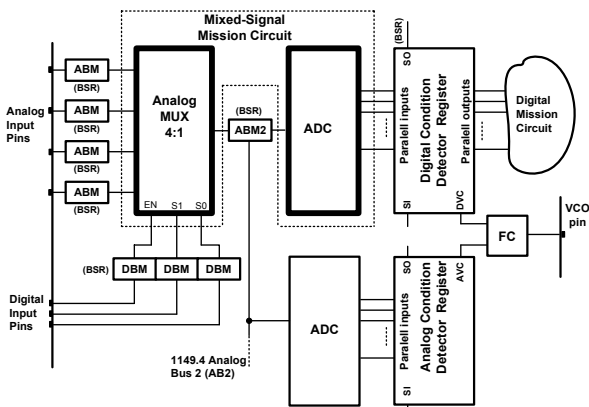 Mixed-Signal
Mission Circuit
(BSR)
SO
ABM
(BSR)
ABM
(BSR)
ABM
(BSR)
ABM
(BSR)
Analog
Input
Pins
Analog
MUX
4:1
EN
S1
S0
(BSR)
ABM2
ADC
Paralell inputs
Digital Condition
Detector Register
Paralell outputs
SI
DVC
Digital
Mission
Circuit
VCO
pin
FC
(BSR)
DBM
DBM
DBM
Digital
Input
Pins
1149.4 Analog
Bus 2 (AB2)
ADC
SO
AVC
Paralell inputs
Analog Condition
Detector Register
SI